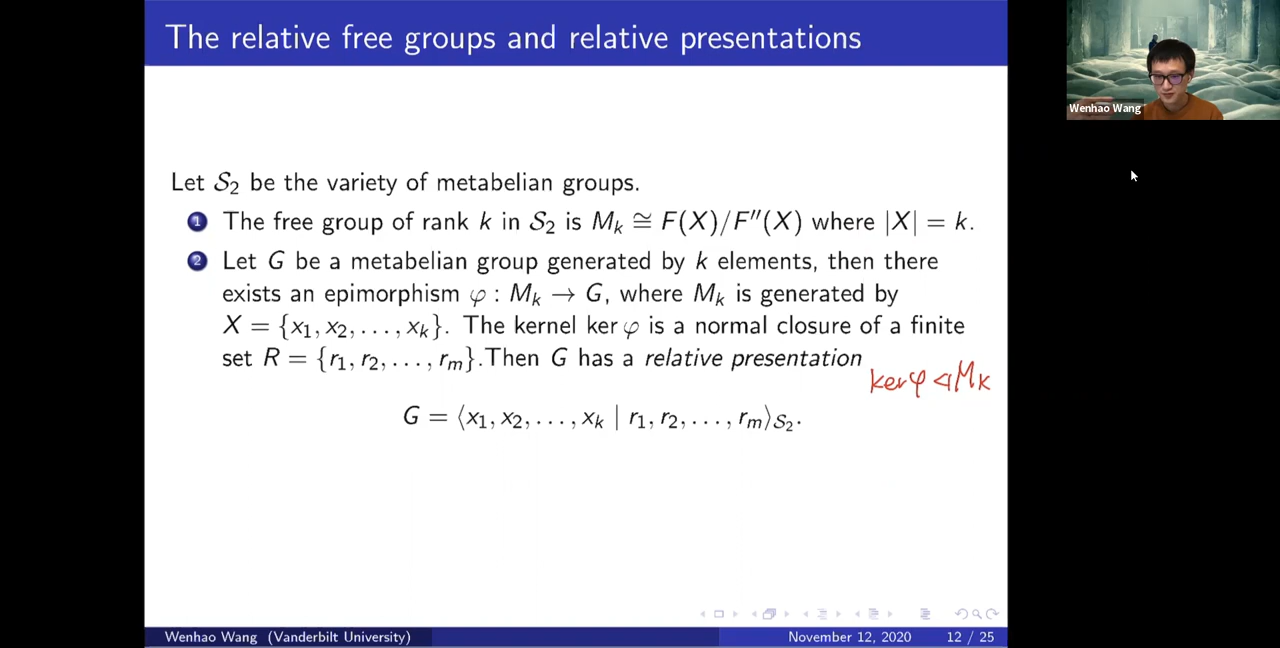 The relative free groups and relative presentations
Wenhao Wang
Let 𝒮₂ be the variety of metabelian groups.
1 The free group of rank k in 𝒮₂ is Mₖ ≅ F(X)/F″(X) where |X| = k.
2 Let G be a metabelian group generated by k elements, then there
exists an epimorphism φ : Mₖ → G, where Mₖ is generated by
X = {x₁, x₂, . . . , xₖ}. The kernel ker φ is a normal closure of a finite
set R = {r₁, r₂, . . . , rₘ}.Then G has a relative presentation
ker φ ◁ Mₖ
G = ⟨x₁, x₂, . . . , xₖ | r₁, r₂, . . . , rₘ⟩𝒮₂.
Wenhao Wang (Vanderbilt University)
November 12, 2020
12 / 25